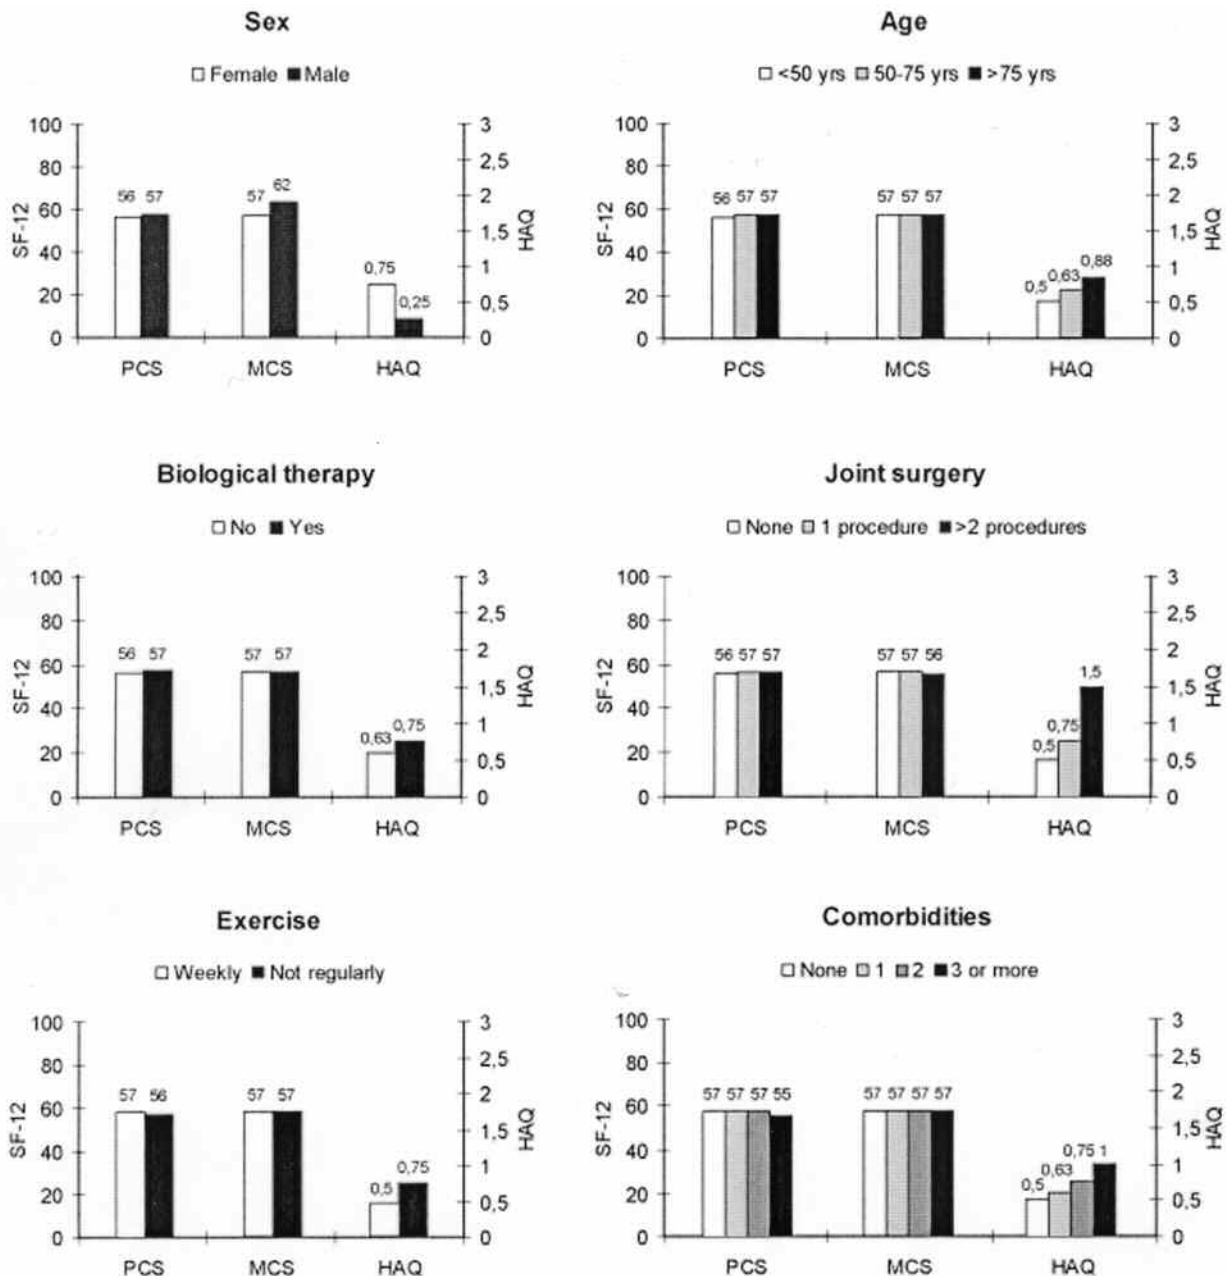 Sex
Female Male
100
80
60
40
20
0
SF-12
56 57
57 62
0,75
0,25
3
2,5
2
1,5
1
0,5
0
HAQ
PCS MCS HAQ
Age
<50 yrs 50-75 yrs >75 yrs
100
80
60
40
20
0
SF-12
56 57 57
57 57 57
0,5 0,63 0,88
3
2,5
2
1,5
1
0,5
0
HAQ
PCS MCS HAQ
Biological therapy
No Yes
100
80
60
40
20
0
SF-12
56 57
57 57
0,63 0,75
3
2,5
2
1,5
1
0,5
0
HAQ
PCS MCS HAQ
Joint surgery
None 1 procedure >2 procedures
100
80
60
40
20
0
SF-12
56 57 57
57 57 56
0,5 0,75 1,5
3
2,5
2
1,5
1
0,5
0
HAQ
PCS MCS HAQ
Exercise
Weekly Not regularly
100
80
60
40
20
0
SF-12
57 56
57 57
0,5 0,75
3
2,5
2
1,5
1
0,5
0
HAQ
PCS MCS HAQ
Comorbidities
None 1 2 3 or more
100
80
60
40
20
0
SF-12
57 57 57 55
57 57 57 57
0,5 0,63 0,75 1
3
2,5
2
1,5
1
0,5
0
HAQ
PCS MCS HAQ